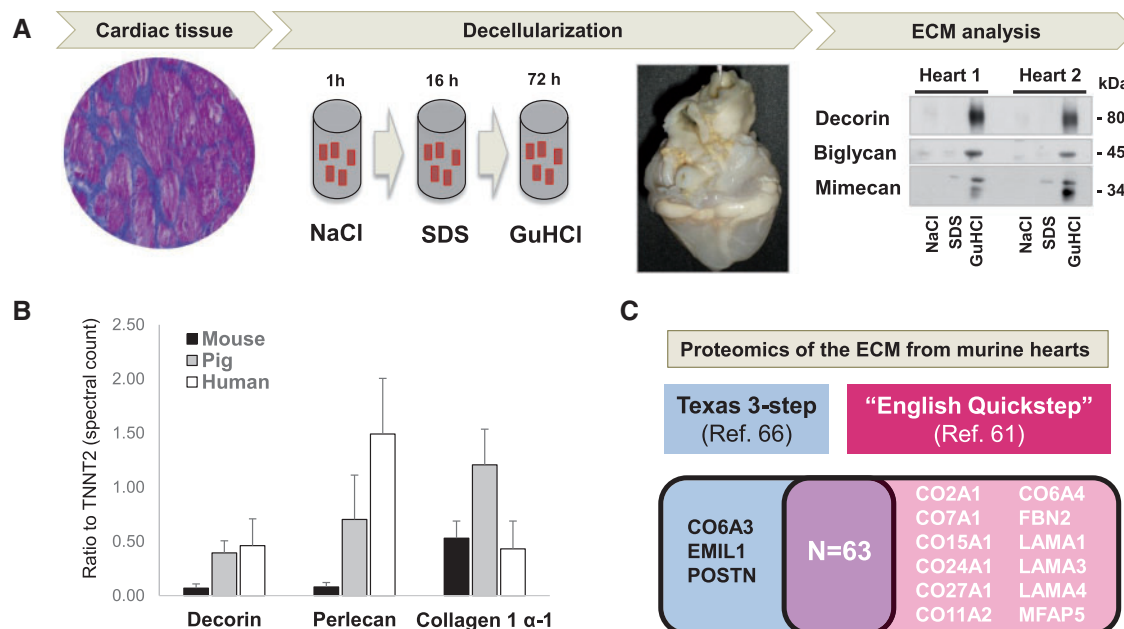 A
Cardiac tissue
Decellularization
ECM analysis
1h
16 h
72 h
NaCl
SDS
GuHCl
Heart 1
Heart 2
kDa
Decorin
- 80
Biglycan
- 45
Mimecan
- 34
NaCl
SDS
GuHCl
NaCl
SDS
GuHCl
B
Ratio to TNNT2 (spectral count)
2.50
2.00
1.50
1.00
0.50
0.00
Mouse
Pig
Human
Decorin
Perlecan
Collagen 1 α-1
C
Proteomics of the ECM from murine hearts
Texas 3-step
(Ref. 66)
“English Quickstep”
(Ref. 61)
CO6A3
EMIL1
POSTN
N=63
CO2A1 CO6A4
CO7A1 FBN2
CO15A1 LAMA1
CO24A1 LAMA3
CO27A1 LAMA4
CO11A2 MFAP5